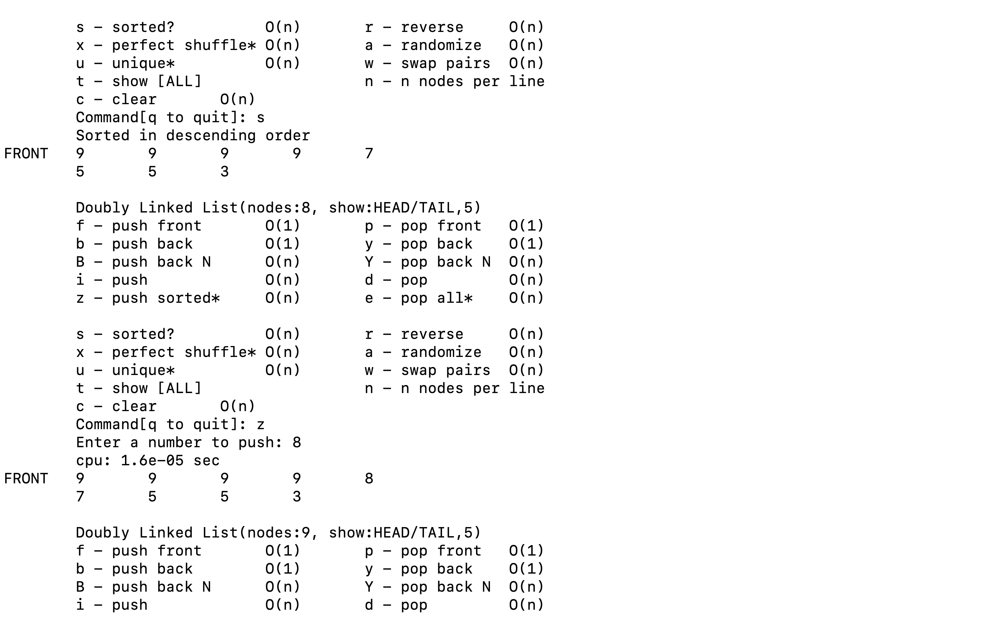 s - sorted?          O(n)       r - reverse     O(n)
x - perfect shuffle* O(n)       a - randomize   O(n)
u - unique*          O(n)       w - swap pairs  O(n)
t - show [ALL]                  n - n nodes per line
c - clear       O(n)
Command[q to quit]: s
Sorted in descending order
FRONT   9       9       9       9       7
5       5       3
Doubly Linked List(nodes:8, show:HEAD/TAIL,5)
f - push front       O(1)       p - pop front   O(1)
b - push back        O(1)       y - pop back    O(1)
B - push back N      O(n)       Y - pop back N  O(n)
i - push             O(n)       d - pop         O(n)
z - push sorted*     O(n)       e - pop all*    O(n)
s - sorted?          O(n)       r - reverse     O(n)
x - perfect shuffle* O(n)       a - randomize   O(n)
u - unique*          O(n)       w - swap pairs  O(n)
t - show [ALL]                  n - n nodes per line
c - clear       O(n)
Command[q to quit]: z
Enter a number to push: 8
cpu: 1.6e-05 sec
FRONT   9       9       9       9       8
7       5       5       3
Doubly Linked List(nodes:9, show:HEAD/TAIL,5)
f - push front       O(1)       p - pop front   O(1)
b - push back        O(1)       y - pop back    O(1)
B - push back N      O(n)       Y - pop back N  O(n)
i - push             O(n)       d - pop         O(n)